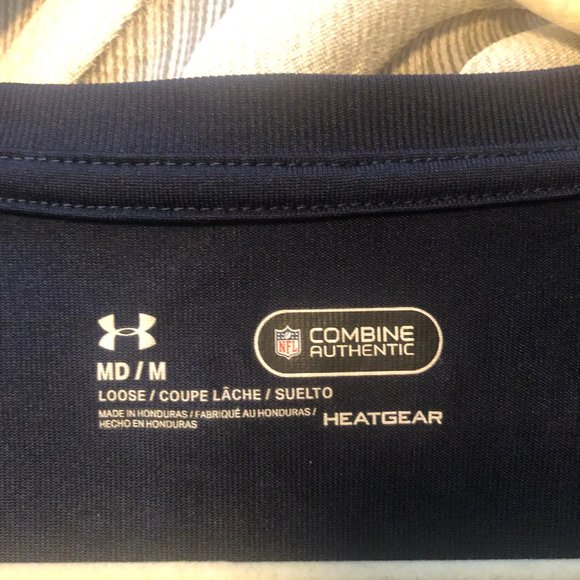 NFL
COMBINE
AUTHENTIC
MD / M
LOOSE / COUPE LÂCHE / SUELTO
MADE IN HONDURAS / FABRIQUÉ AU HONDURAS /
HECHO EN HONDURAS
HEATGEAR